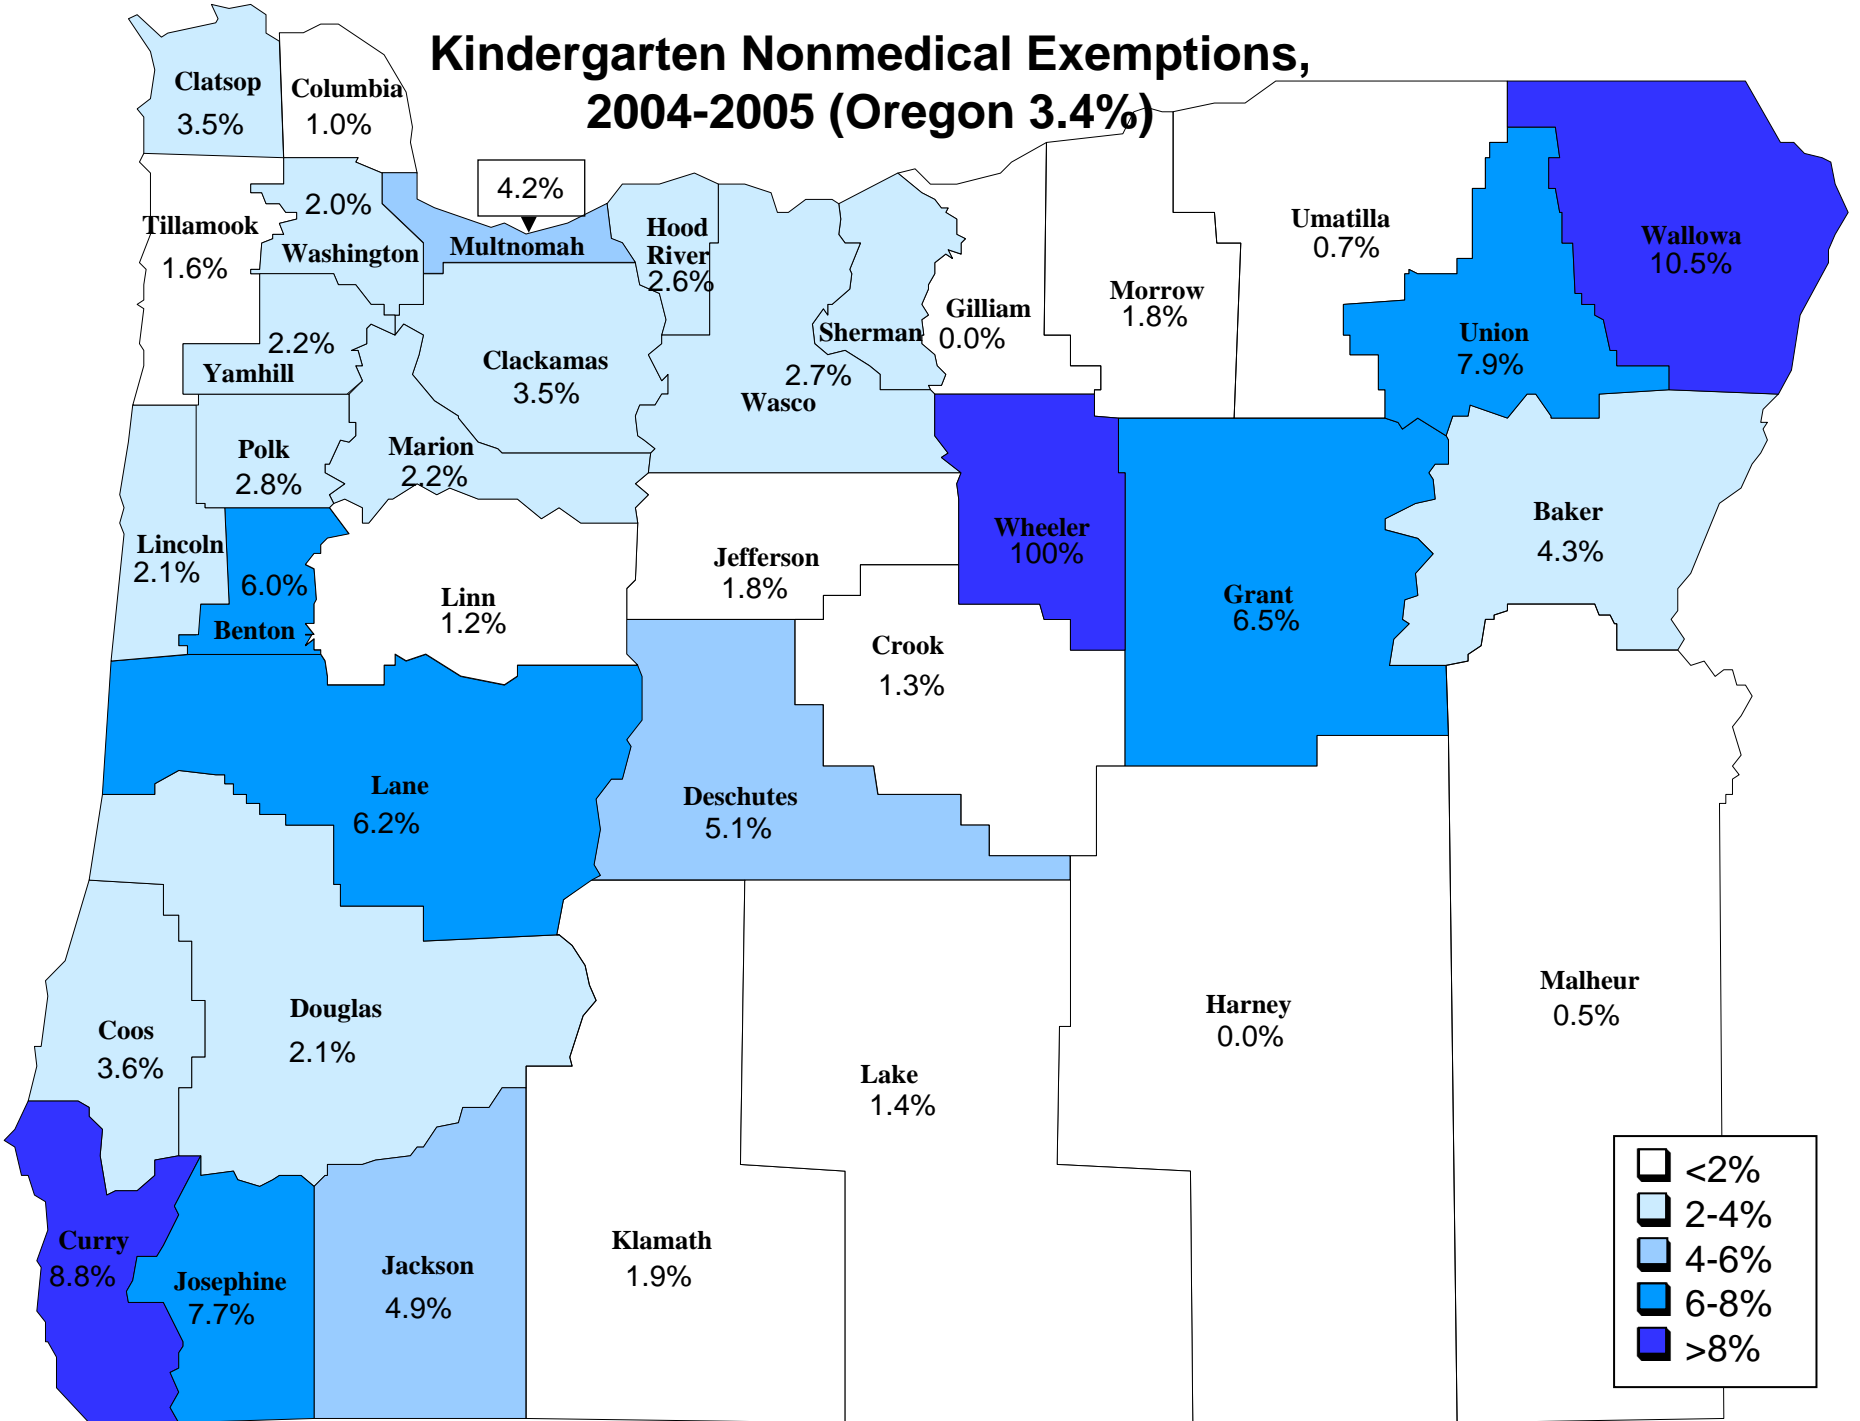 Kindergarten Nonmedical Exemptions,
2004-2005 (Oregon 3.4%)
Clatsop
3.5%
Columbia
1.0%
Tillamook
1.6%
2.0%
Washington
4.2%
Multnomah
Hood
River
2.6%
2.2%
Yamhill
Clackamas
3.5%
2.7%
Wasco
Sherman
Gilliam
0.0%
Morrow
1.8%
Umatilla
0.7%
Union
7.9%
Wallowa
10.5%
Polk
2.8%
Marion
2.2%
Lincoln
2.1%
6.0%
Benton
Linn
1.2%
Jefferson
1.8%
Wheeler
100%
Grant
6.5%
Baker
4.3%
Crook
1.3%
Lane
6.2%
Deschutes
5.1%
Coos
3.6%
Douglas
2.1%
Lake
1.4%
Harney
0.0%
Malheur
0.5%
Curry
8.8%
Josephine
7.7%
Jackson
4.9%
Klamath
1.9%
<2%
2-4%
4-6%
6-8%
>8%